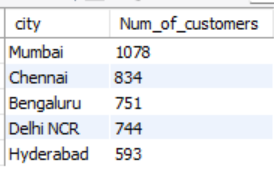 city Num_of_customers
Mumbai 1078
Chennai 834
Bengaluru 751
Delhi NCR 744
Hyderabad 593